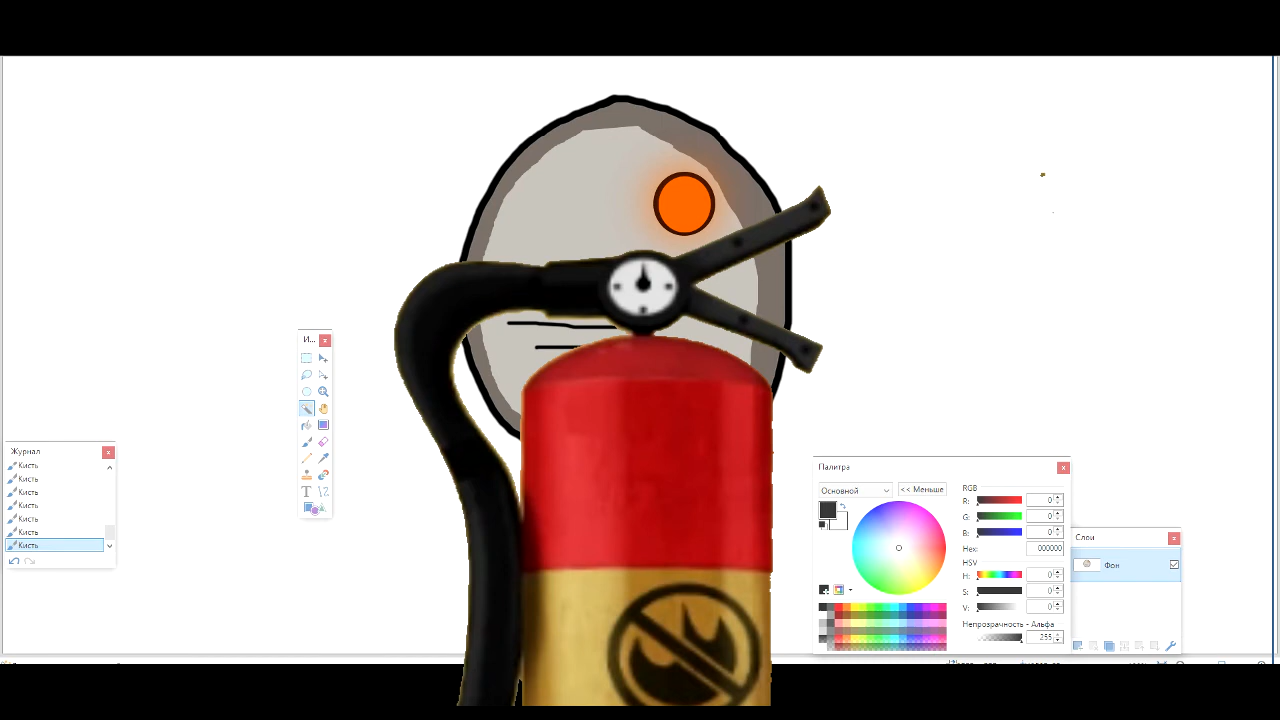 И...
Журнал
Кисть
Кисть
Кисть
Кисть
Кисть
Кисть
Кисть
Палитра
Основной
<< Меньше
RGB
R: 0
G: 0
B: 0
Hex: 000000
HSV
H: 0
S: 0
V: 0
Непрозрачность - Альфа
255
Слои
Фон